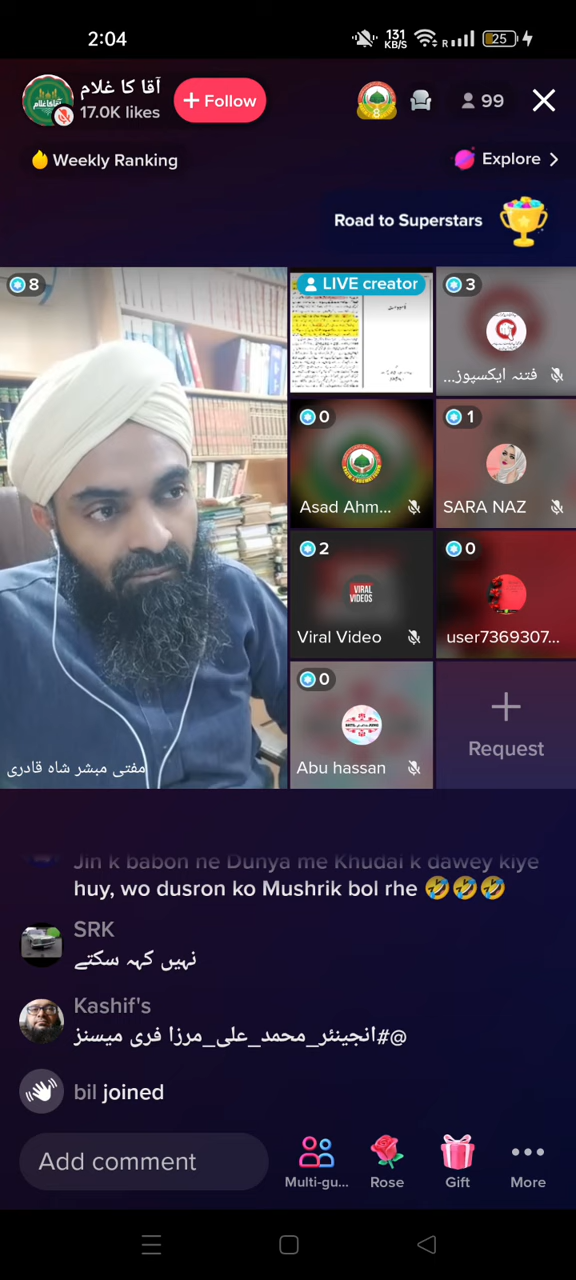 2:04
131
KB/S
R
25
آقا کا غلام
17.0K likes
+ Follow
8
99
Weekly Ranking
Explore >
Road to Superstars
8
LIVE creator
3
فتنہ ایکسپوز...
0
Asad Ahm...
1
SARA NAZ
2
VIRAL
VIDEOS
Viral Video
0
user7369307...
0
Abu hassan
Request
مفتی مبشر شاہ قادری
Jin k babon ne Dunya me Khudai k dawey kiye
huy, wo dusron ko Mushrik bol rhe 🤣🤣🤣
SRK
نہیں کہہ سکتے
Kashif's
@#انجینئر_محمد_علی_مرزا فری میسنز
bil joined
Add comment
Multi-gu...
Rose
Gift
More